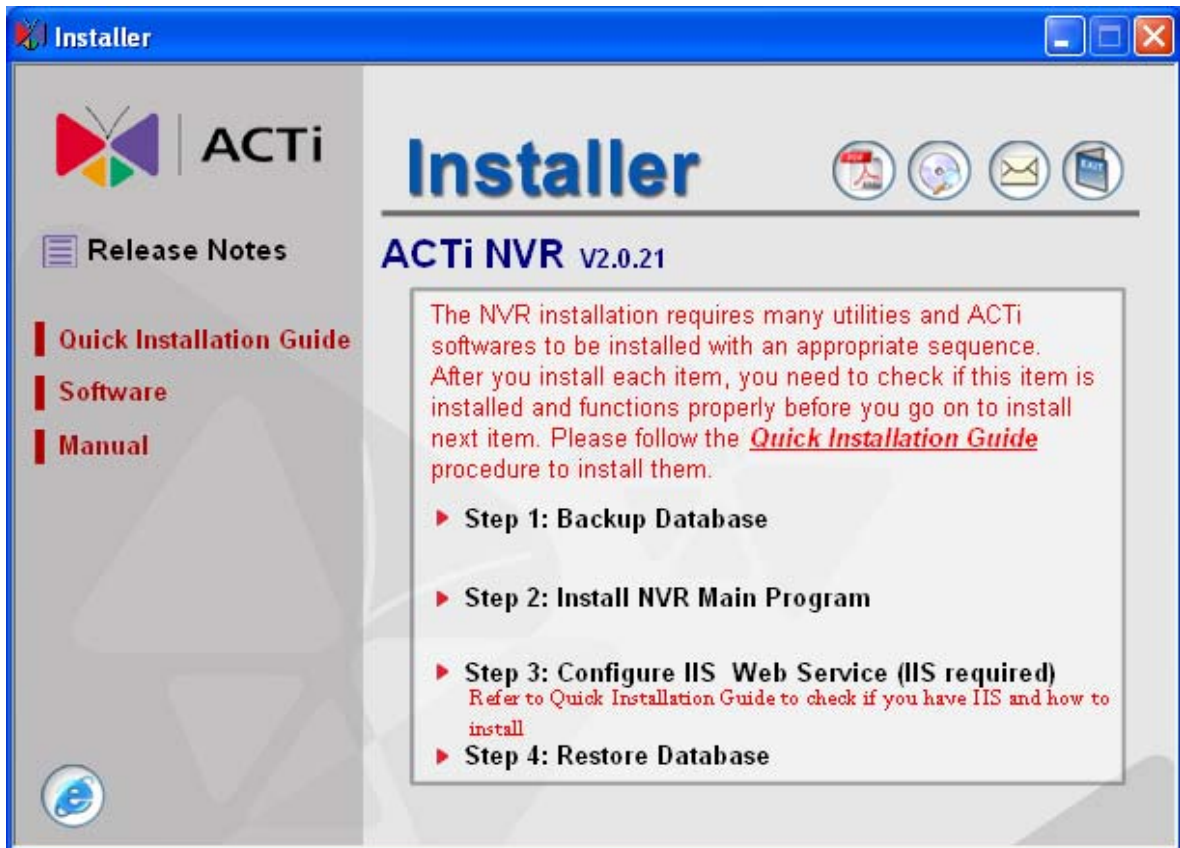 Installer
ACTi
Installer
PDF
EXIT
Release Notes
ACTi NVR V2.0.21
Quick Installation Guide
Software
Manual
The NVR installation requires many utilities and ACTi
softwares to be installed with an appropriate sequence.
After you install each item, you need to check if this item is
installed and functions properly before you go on to install
next item. Please follow the Quick Installation Guide
procedure to install them.
Step 1: Backup Database
Step 2: Install NVR Main Program
Step 3: Configure IIS Web Service (IIS required)
Refer to Quick Installation Guide to check if you have IIS and how to
install
Step 4: Restore Database